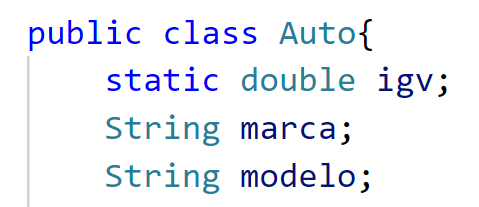 public class Auto{
    static double igv;
    String marca;
    String modelo;